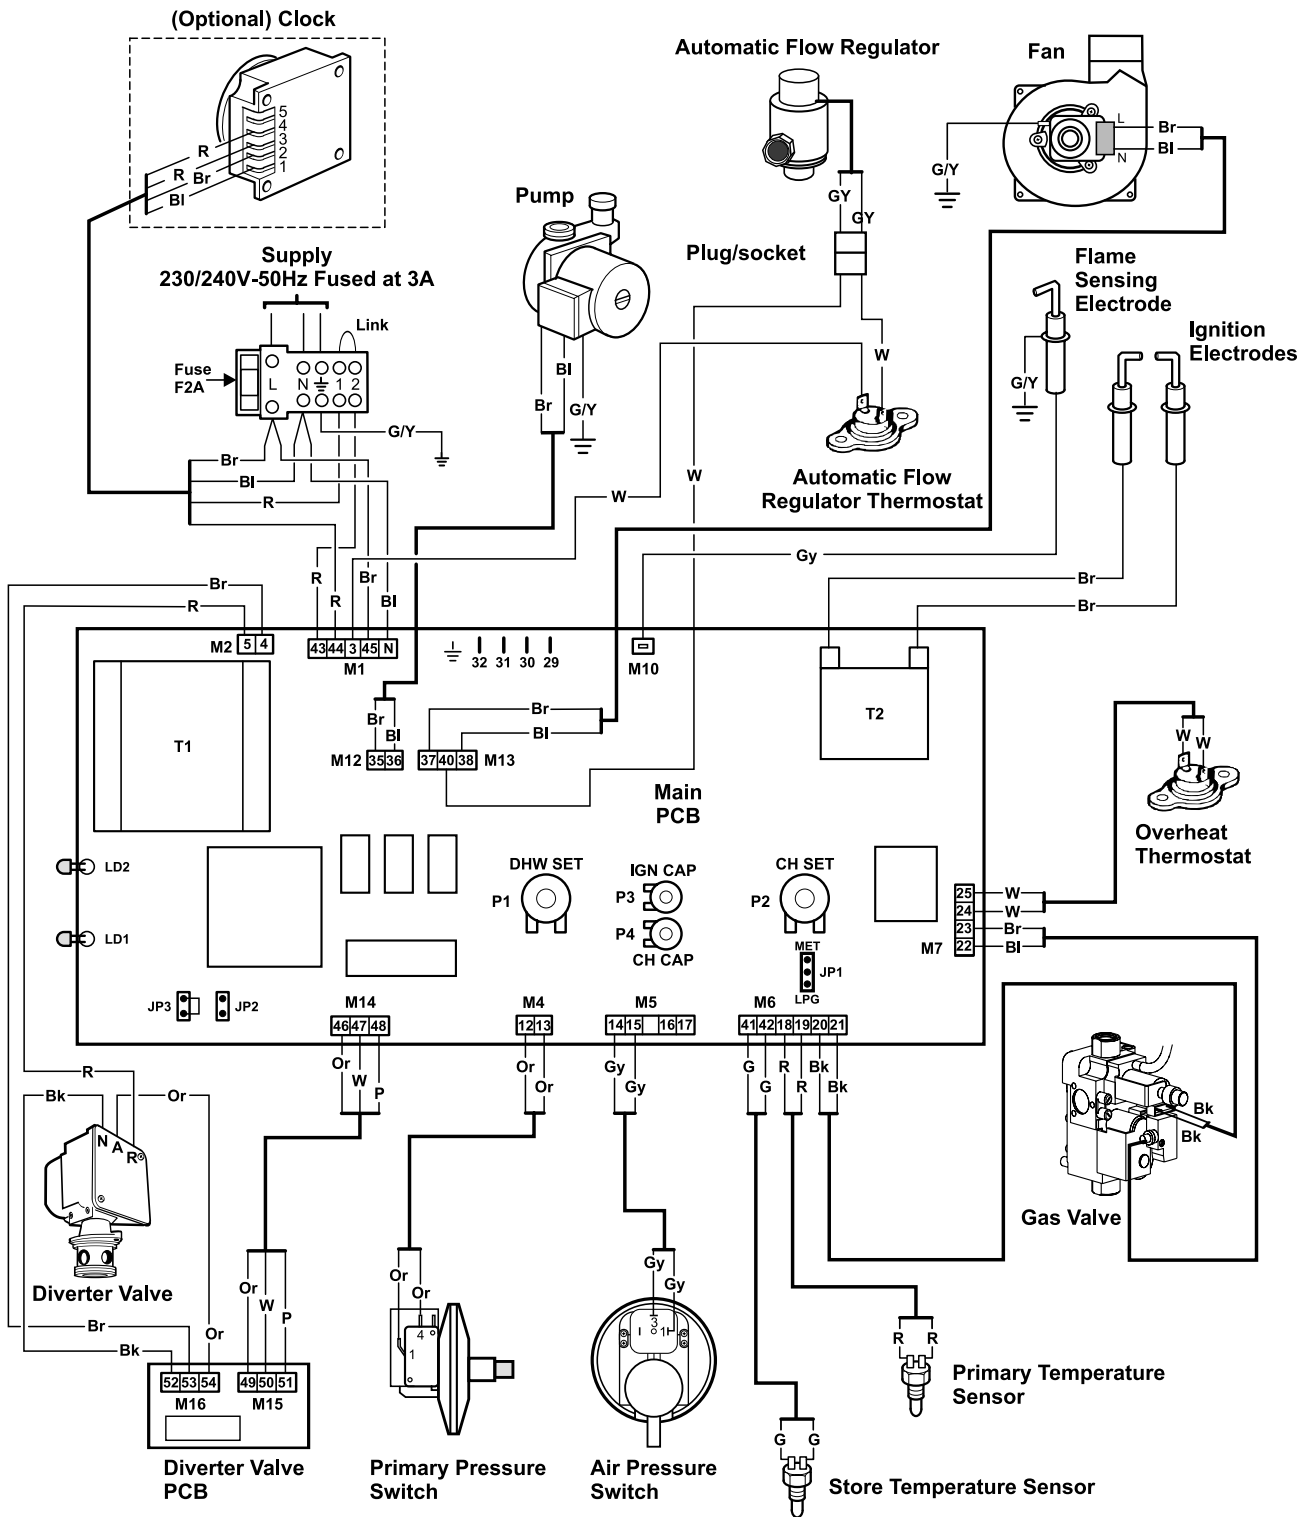 (Optional) Clock
5
4
3
2
1
R
R
Br
Bl
Automatic Flow Regulator
GY
GY
Plug/socket
Fan
L
N
Br
Bl
G/Y
Pump
Br
Bl
G/Y
Supply
230/240V-50Hz Fused at 3A
Link
Fuse
F2A
L N 1 2
G/Y
Br
Bl
R
Flame
Sensing
Electrode
G/Y
Ignition
Electrodes
W
Automatic Flow
Regulator Thermostat
W
W
Gy
Br
Br
Br
R
R
R
Br
Bl
M2 5 4
43 44 3 45 N
M1
32 31 30 29
M10
T1
T2
Br
Bl
M12 35 36
Br
Bl
37 40 38 M13
Main
PCB
W W
Overheat
Thermostat
LD2
LD1
DHW SET
P1
IGN CAP
P3
P4
CH CAP
CH SET
P2
MET
JP1
LPG
25 W
24 W
23 Br
22 Bl
M7
JP3
JP2
M14
46 47 48
M4
12 13
M5
14 15 16 17
M6
41 42 18 19 20 21
Or
W
P
Or
Or
Gy
Gy
G
G
R
R
Bk
Bk
R
Bk
Or
N A R
Diverter Valve
Bk
Bk
Gas Valve
Or
W
P
Br
Bk
Or
52 53 54
M16
49 50 51
M15
Diverter Valve
PCB
Or
Or
4
1
Primary Pressure
Switch
Gy
Gy
3
1
Air Pressure
Switch
R R
Primary Temperature
Sensor
G G
Store Temperature Sensor